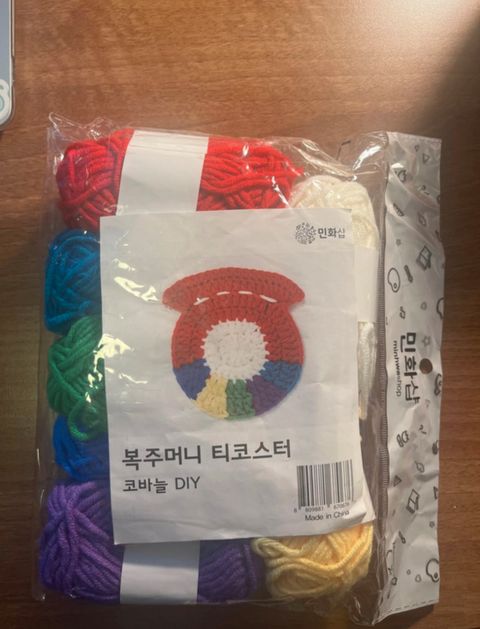 민화샵
복주머니 티코스터
코바늘 DIY
Made in China
민화샵
minhwashop